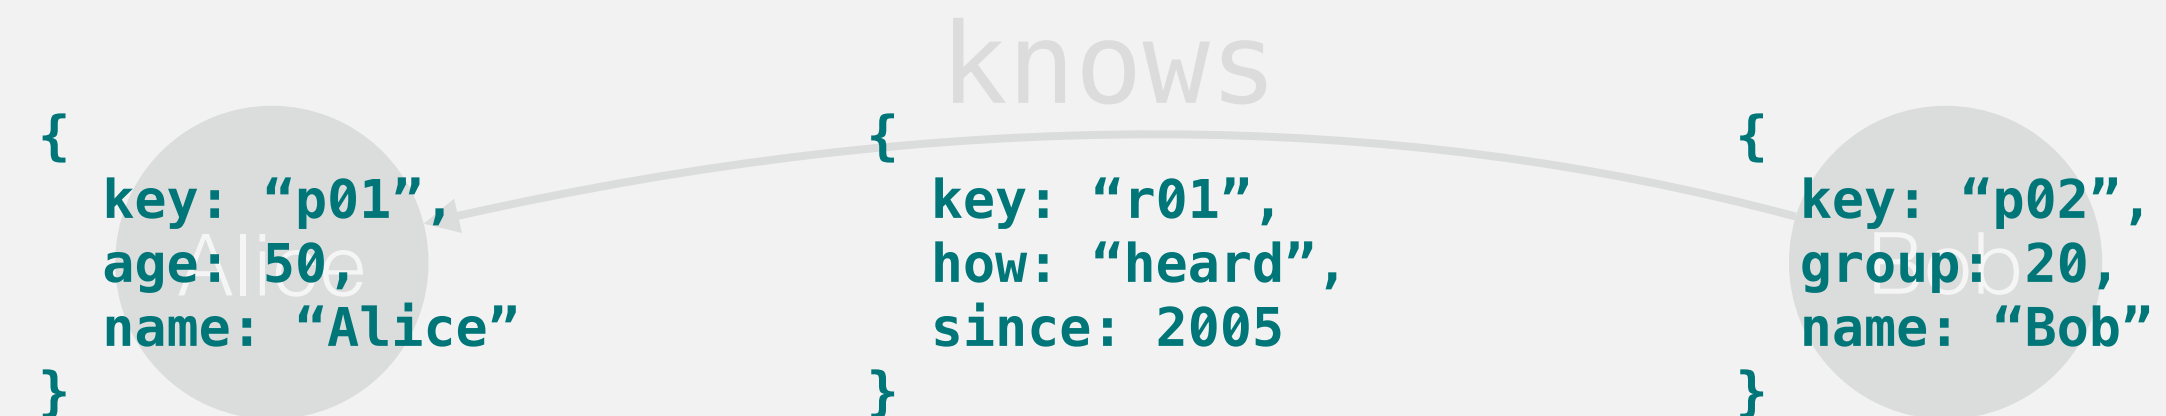 knows
{
key: “p01”,
age: 50,
name: “Alice”
}
Alice
{
key: “r01”,
how: “heard”,
since: 2005
}
{
key: “p02”,
group: 20,
name: “Bob”
}
Bob